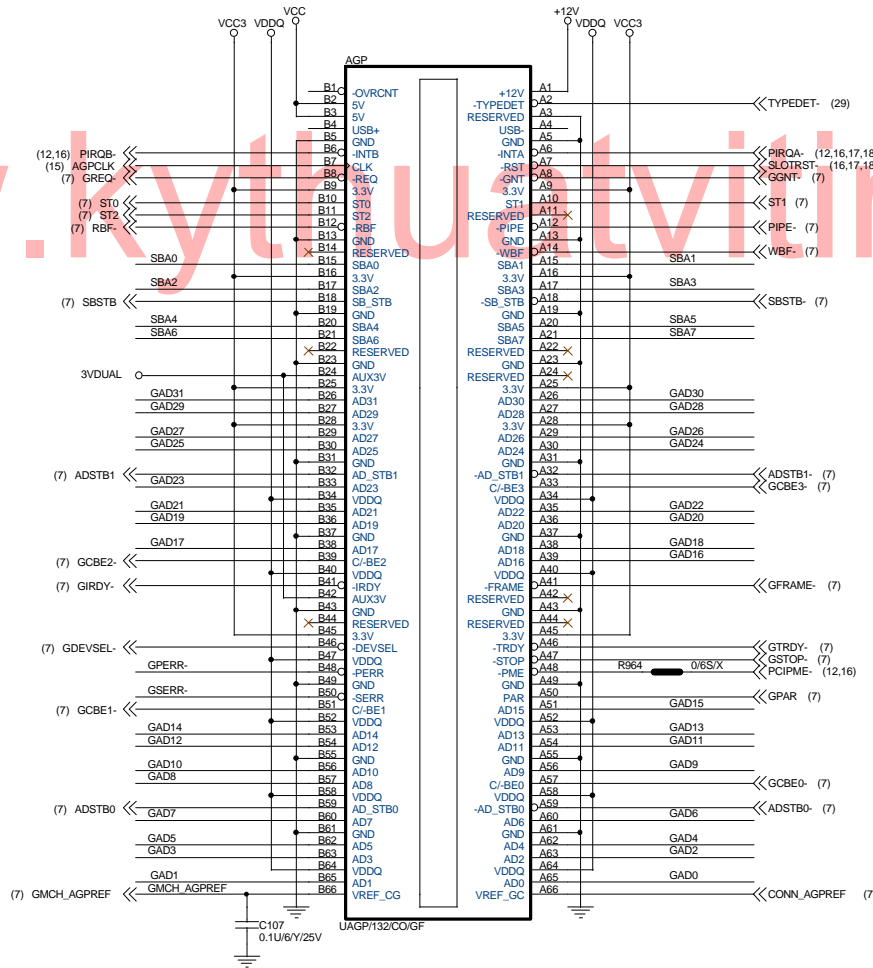 VCC
+12V
VCC3
VDDQ
VDDQ
VCC3
AGP
B1 -OVRCNT +12V A1
B2 5V -TYPEDET A2 TYPEDET- (29)
B3 5V RESERVED A3
B4 USB+ USB- A4
B5 GND GND A5
(12,16) PIRQB- B6 -INTB -INTA A6 PIRQA- (12,16,17,18
(15) AGPCLK B7 CLK -RST A7 SLOTRST- (16,17,18
(7) GREQ- B8 -REQ -GNT A8 GGNT- (7)
B9 3.3V 3.3V A9
(7) ST0 B10 ST0 ST1 A10 ST1 (7)
(7) ST2 B11 ST2 RESERVED A11
(7) RBF- B12 -RBF -PIPE A12 PIPE- (7)
B13 GND GND A13
B14 RESERVED -WBF A14 WBF- (7)
SBA0 B15 SBA0 SBA1 A15 SBA1
B16 3.3V 3.3V A16
SBA2 B17 SBA2 SBA3 A17 SBA3
(7) SBSTB B18 SB_STB -SB_STB A18 SBSTB- (7)
B19 GND GND A19
SBA4 B20 SBA4 SBA5 A20 SBA5
SBA6 B21 SBA6 SBA7 A21 SBA7
B22 RESERVED RESERVED A22
B23 GND GND A23
3VDUAL B24 AUX3V RESERVED A24
B25 3.3V 3.3V A25
GAD31 B26 AD31 AD30 A26 GAD30
GAD29 B27 AD29 AD28 A27 GAD28
B28 3.3V 3.3V A28
GAD27 B29 AD27 AD26 A29 GAD26
GAD25 B30 AD25 AD24 A30 GAD24
B31 GND GND A31
(7) ADSTB1 B32 AD_STB1 -AD_STB1 A32 ADSTB1- (7)
GAD23 B33 AD23 C/-BE3 A33 GCBE3- (7)
B34 VDDQ VDDQ A34
GAD21 B35 AD21 AD22 A35 GAD22
GAD19 B36 AD19 AD20 A36 GAD20
B37 GND GND A37
GAD17 B38 AD17 AD18 A38 GAD18
(7) GCBE2- B39 C/-BE2 AD16 A39 GAD16
B40 VDDQ VDDQ A40
(7) GIRDY- B41 -IRDY -FRAME A41 GFRAME- (7)
B42 AUX3V RESERVED A42
B43 GND GND A43
B44 RESERVED RESERVED A44
B45 3.3V 3.3V A45
(7) GDEVSEL- B46 -DEVSEL -TRDY A46 GTRDY- (7)
B47 VDDQ -STOP A47 GSTOP- (7)
GPERR- B48 -PERR -PME A48 R964 0/6S/X PCIPME- (12,16)
B49 GND GND A49
GSERR- B50 -SERR PAR A50 GPAR (7)
(7) GCBE1- B51 C/-BE1 AD15 A51 GAD15
B52 VDDQ VDDQ A52
GAD14 B53 AD14 AD13 A53 GAD13
GAD12 B54 AD12 AD11 A54 GAD11
B55 GND GND A55
GAD10 B56 AD10 AD9 A56 GAD9
GAD8 B57 AD8 C/-BE0 A57 GCBE0- (7)
B58 VDDQ VDDQ A58
(7) ADSTB0 B59 AD_STB0 -AD_STB0 A59 ADSTB0- (7)
GAD7 B60 AD7 AD6 A60 GAD6
B61 GND GND A61
GAD5 B62 AD5 AD4 A62 GAD4
GAD3 B63 AD3 AD2 A63 GAD2
B64 VDDQ VDDQ A64
GAD1 B65 AD1 AD0 A65 GAD0
(7) GMCH_AGPREF GMCH_AGPREF B66 VREF_CG VREF_GC A66 CONN_AGPREF (7
C107
0.1U/6/Y/25V
UAGP/132/CO/GF
.kythuatvitin